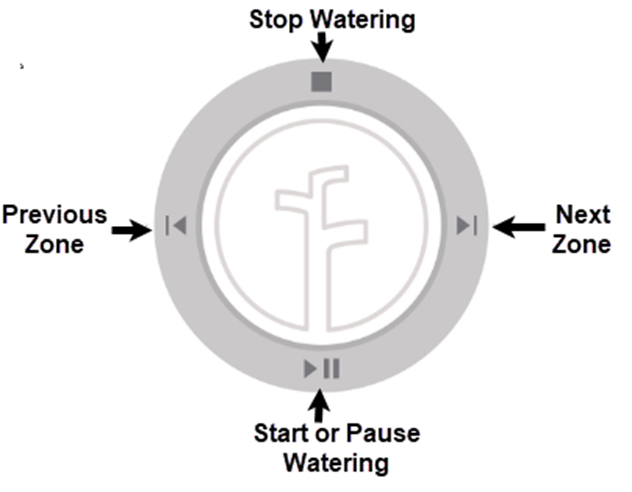 Stop Watering
Previous
Zone
Next
Zone
Start or Pause
Watering